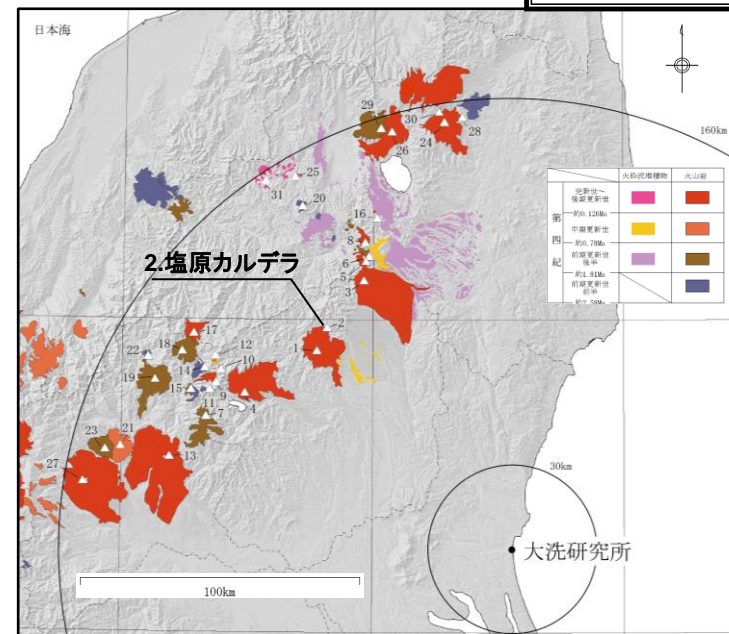 日本海
160km
29
30
24
28
26
25
31
20
16
8
6
5
3
2.塩原カルデラ
2
1
17
18
12
22
14
10
19
15
9
4
11
7
23
21
13
27
火砕流堆積物
火山岩
第四紀
完新世~
後期更新世
約0.126Ma
中期更新世
約0.78Ma
前期更新世
後半
約1.81Ma
前期更新世
前半
約2.58Ma
30km
大洗研究所
100km